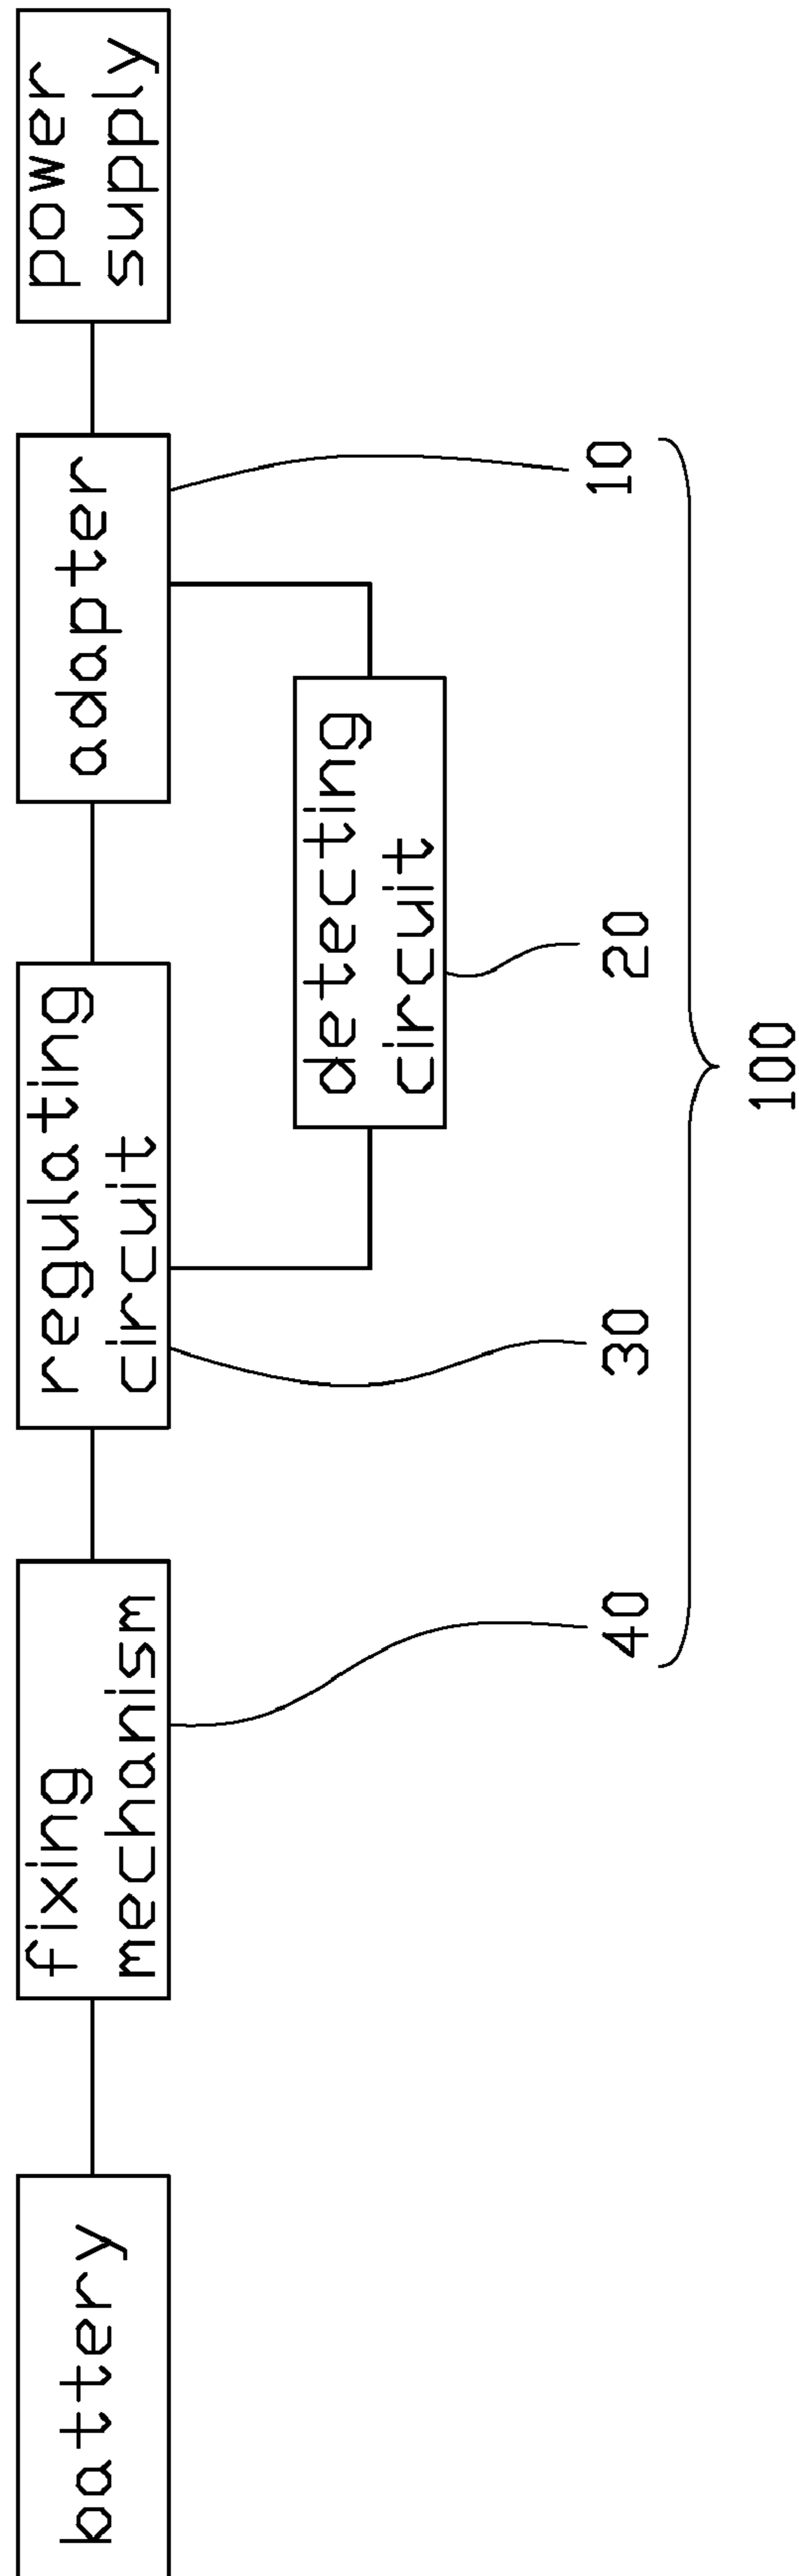 battery
fixing
mechanism
regulating
circuit
adapter
power
supply
detecting
circuit
40
30
20
10
100